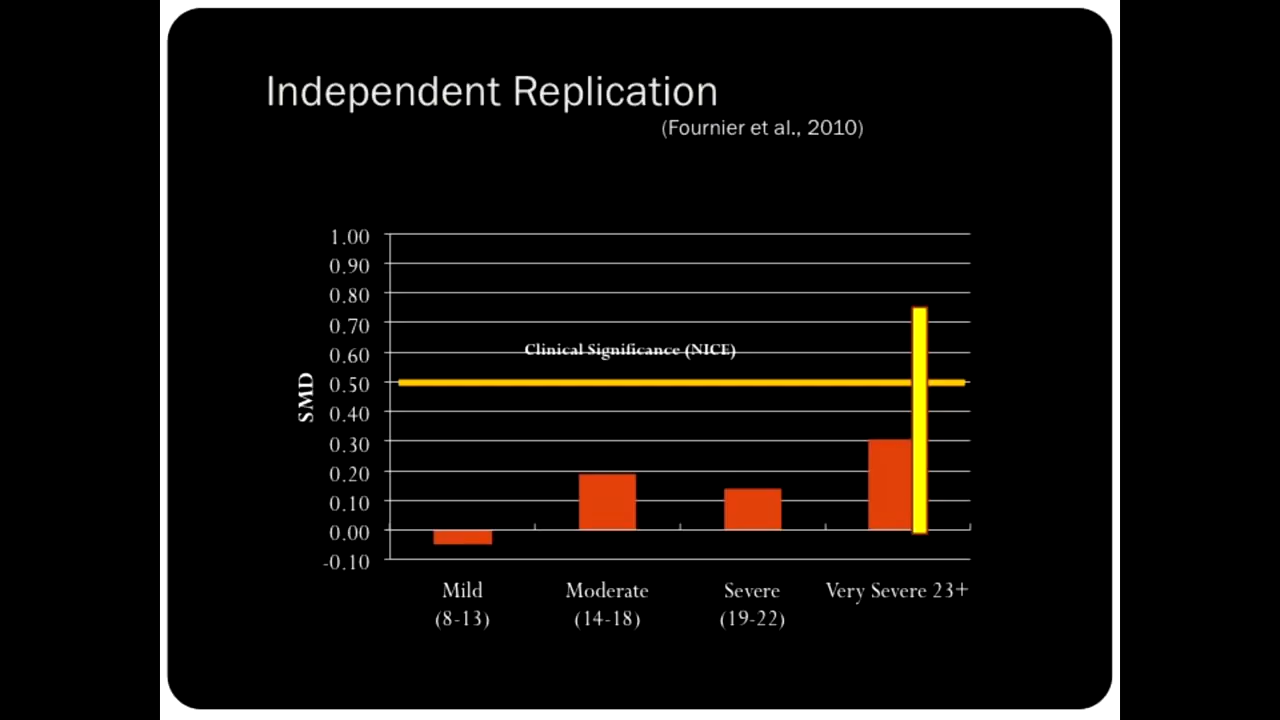 Independent Replication
(Fournier et al., 2010)
1.00
0.90
0.80
0.70
0.60
0.50
0.40
0.30
0.20
0.10
0.00
-0.10
SMD
Clinical Significance (NICE)
Mild
(8-13)
Moderate
(14-18)
Severe
(19-22)
Very Severe 23+